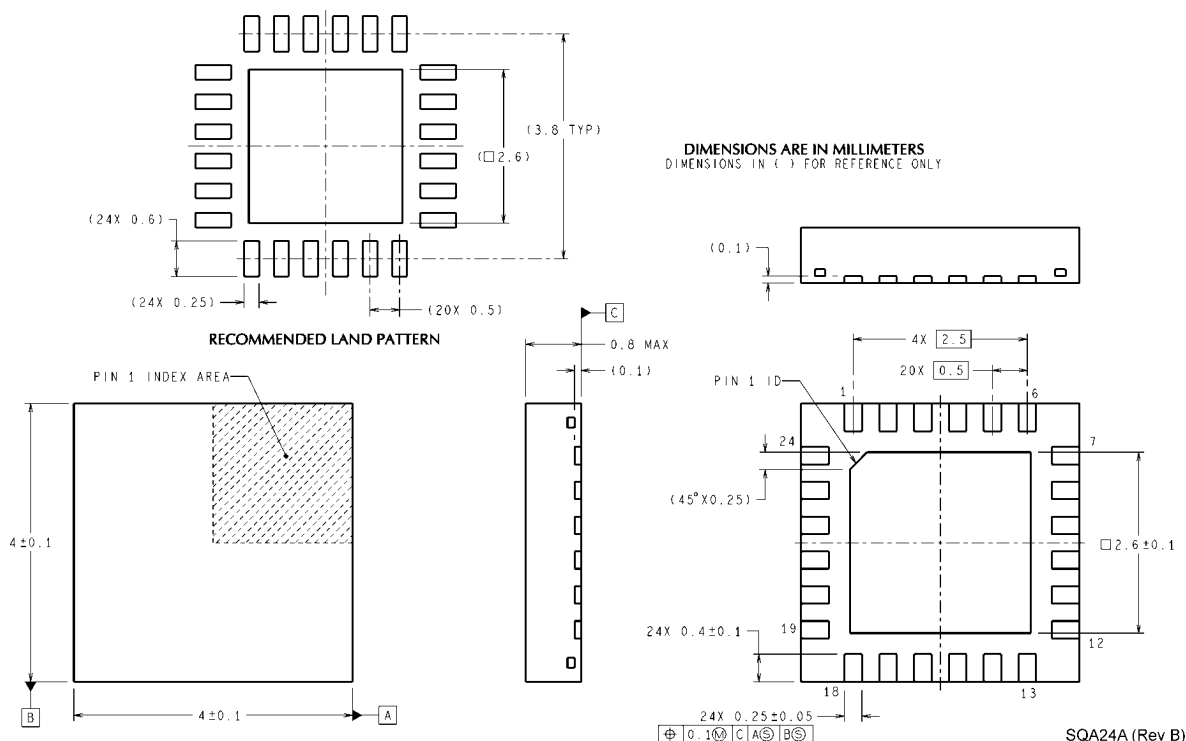 (3.8 TYP)
(□2.6)
(24X 0.6)
(24X 0.25)
(20X 0.5)
RECOMMENDED LAND PATTERN
DIMENSIONS ARE IN MILLIMETERS
DIMENSIONS IN ( ) FOR REFERENCE ONLY
(0.1)
C
0.8 MAX
(0.1)
PIN 1 INDEX AREA
4±0.1
4±0.1
A
B
4X 2.5
20X 0.5
PIN 1 ID
1
6
24
7
(45°X0.25)
□2.6±0.1
19
12
24X 0.4±0.1
18
13
24X 0.25±0.05
⌖ 0.1Ⓜ C AⓈ BⓈ
SQA24A (Rev B)